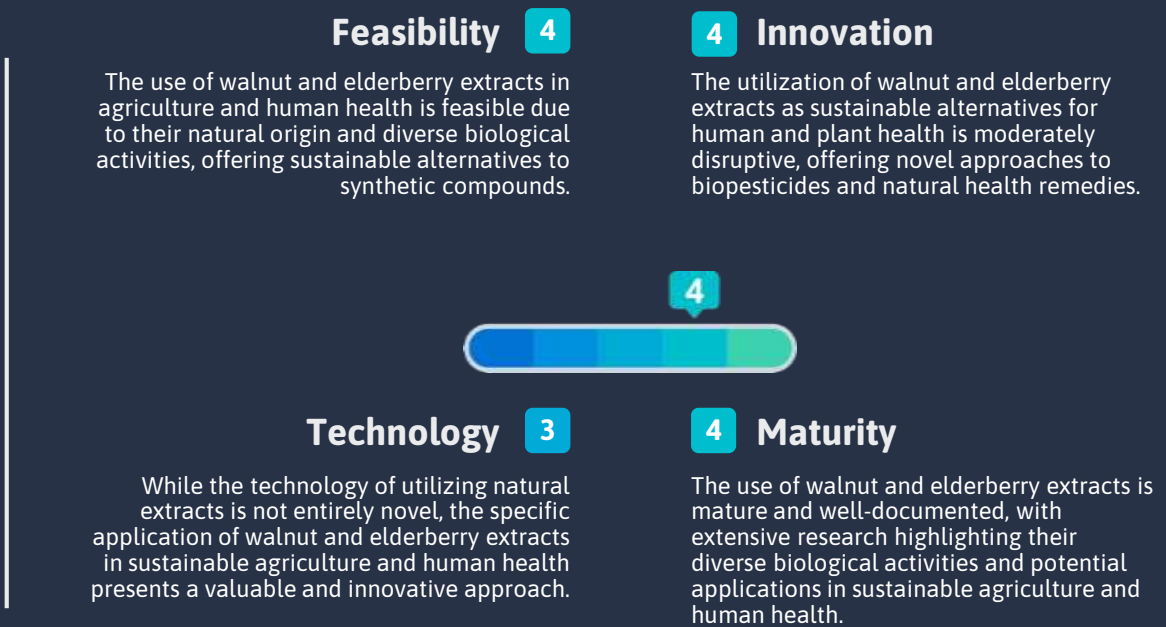 Feasibility 4
The use of walnut and elderberry extracts in
agriculture and human health is feasible due
to their natural origin and diverse biological
activities, offering sustainable alternatives to
synthetic compounds.
4 Innovation
The utilization of walnut and elderberry
extracts as sustainable alternatives for
human and plant health is moderately
disruptive, offering novel approaches to
biopesticides and natural health remedies.
4
Technology 3
While the technology of utilizing natural
extracts is not entirely novel, the specific
application of walnut and elderberry extracts
in sustainable agriculture and human health
presents a valuable and innovative approach.
4 Maturity
The use of walnut and elderberry extracts is
mature and well-documented, with
extensive research highlighting their
diverse biological activities and potential
applications in sustainable agriculture and
human health.